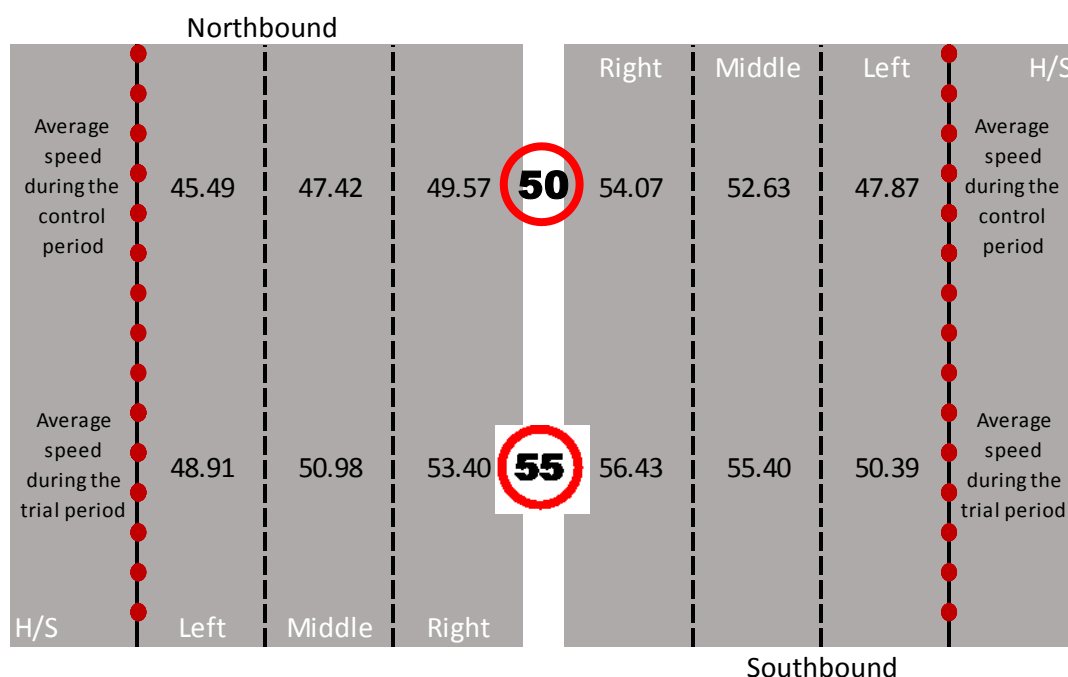 Northbound
Right Middle Left H/S
Average
speed
during the
control
period
45.49 47.42 49.57 50 54.07 52.63 47.87
Average
speed
during the
control
period
Average
speed
during the
trial period
48.91 50.98 53.40 55 56.43 55.40 50.39
Average
speed
during the
trial period
H/S Left Middle Right
Southbound